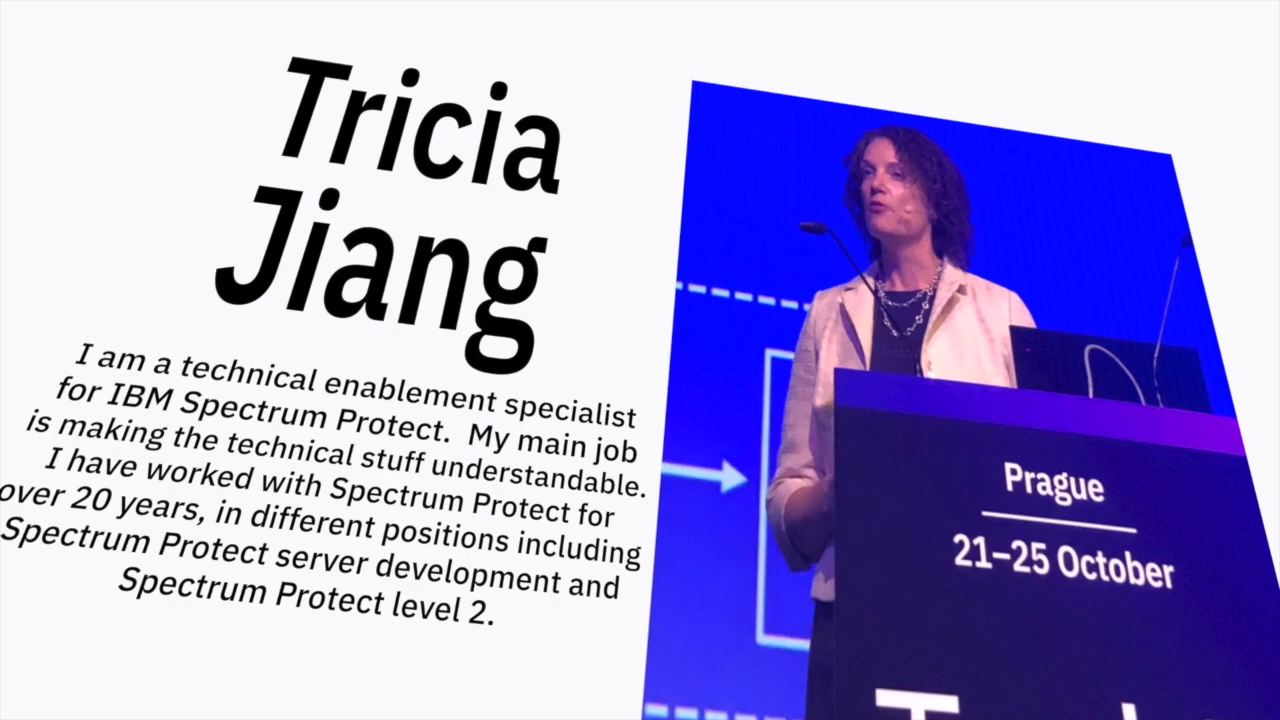 Tricia
Jiang
I am a technical enablement specialist
for IBM Spectrum Protect.  My main job
is making the technical stuff understandable.
I have worked with Spectrum Protect for
over 20 years, in different positions including
Spectrum Protect server development and
Spectrum Protect level 2.
Prague
21–25 October